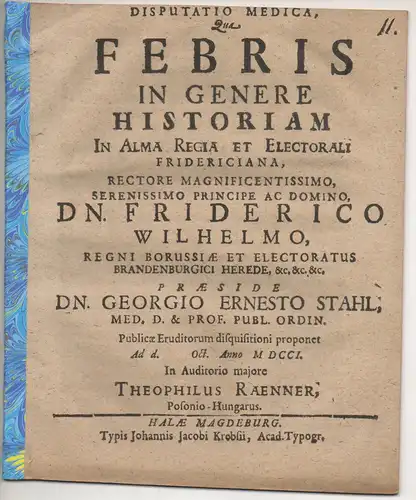 DISPUTATIO MEDICA,
Quâ
11.
FEBRIS
IN GENERE
HISTORIAM
IN ALMA REGIA ET ELECTORALI
FRIDERICIANA,
RECTORE MAGNIFICENTISSIMO,
SERENISSIMO PRINCIPE AC DOMINO,
DN. FRIDERICO
WILHELMO,
REGNI BORUSSIÆ ET ELECTORATUS
BRANDENBURGICI HEREDE, &c, &c. &c.
PRÆSIDE
DN. GEORGIO ERNESTO STAHL,
MED. D. & PROF. PUBL. ORDIN.
Publicæ Eruditorum disquisitioni proponet
Ad d. Oct. Anno M DCCI.
In Auditorio majore
THEOPHILUS RAENNER,
Posonio-Hungarus.
HALÆ MAGDEBURG.
Typis Johannis Jacobi Krebsii, Acad. Typogr.